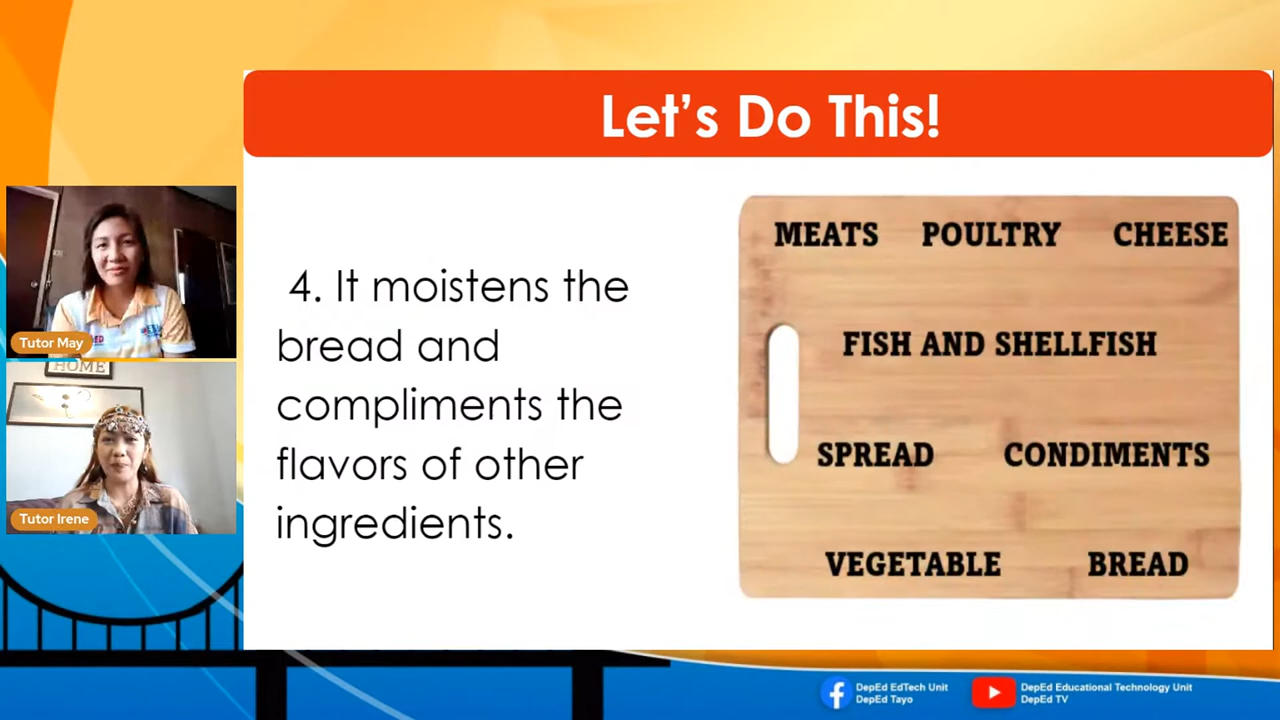 Let's Do This!
4. It moistens the
bread and
compliments the
flavors of other
ingredients.
MEATS POULTRY CHEESE
FISH AND SHELLFISH
SPREAD CONDIMENTS
VEGETABLE BREAD
Tutor May
HOME
Tutor Irene
DepEd EdTech Unit
DepEd Tayo
DepEd Educational Technology Unit
DepEd TV